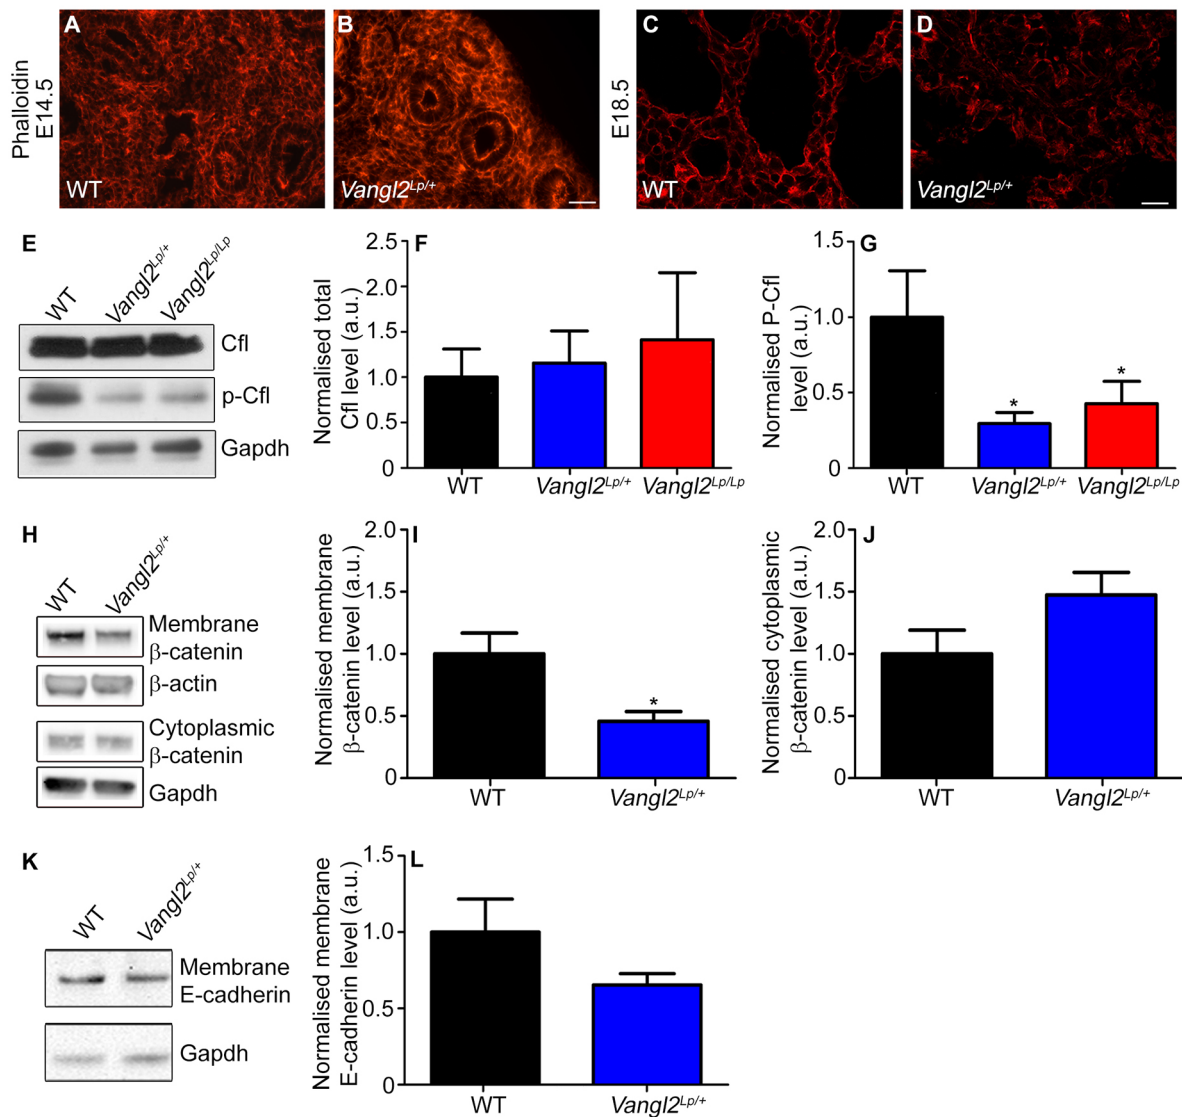 Phalloidin
E14.5
A
WT
B
Vangl2Lp/+
E18.5
C
WT
D
Vangl2Lp/+
E
WT
Vangl2Lp/+
Vangl2Lp/Lp
Cfl
p-Cfl
Gapdh
F
Normalised total
Cfl level (a.u.)
2.5
2.0
1.5
1.0
0.5
0
WT
Vangl2Lp/+
Vangl2Lp/Lp
G
Normalised P-Cfl
level (a.u.)
1.5
1.0
0.5
0
*
*
WT
Vangl2Lp/+
Vangl2Lp/Lp
H
WT
Vangl2Lp/+
Membrane
β-catenin
β-actin
Cytoplasmic
β-catenin
Gapdh
I
Normalised membrane
β-catenin level (a.u.)
2.0
1.5
1.0
0.5
0
*
WT
Vangl2Lp/+
J
Normalised cytoplasmic
β-catenin level (a.u.)
2.0
1.5
1.0
0.5
0
WT
Vangl2Lp/+
K
WT
Vangl2Lp/+
Membrane
E-cadherin
Gapdh
L
Normalised membrane
E-cadherin level (a.u.)
1.5
1.0
0.5
0
WT
Vangl2Lp/+